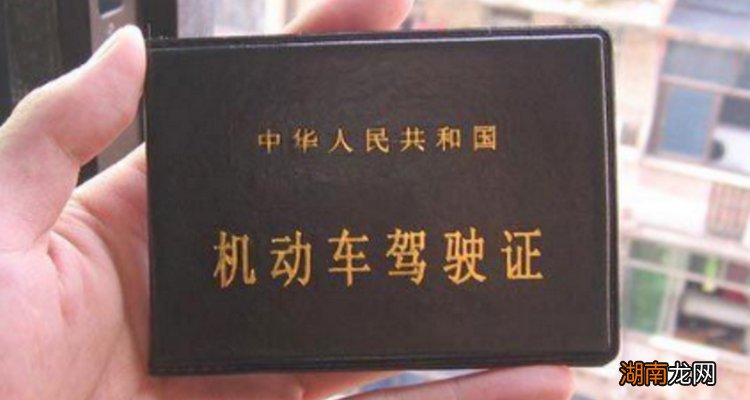 中华人民共和国
机动车驾驶证
湖南龙网